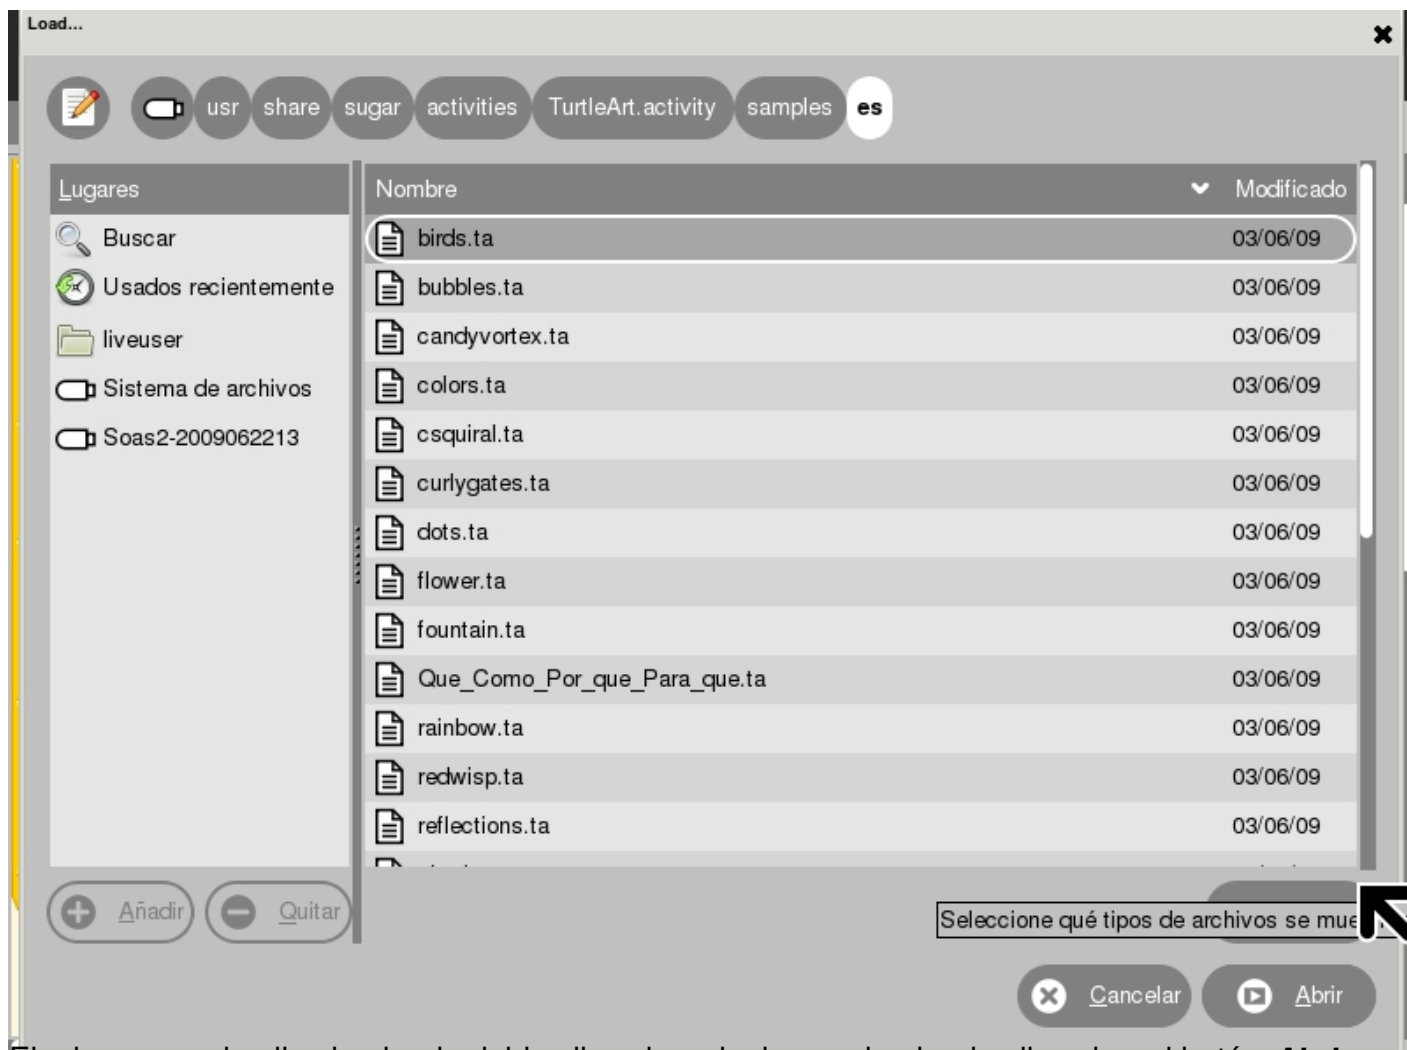 Load...
usr share sugar activities TurtleArt.activity samples es
Lugares
Buscar
Usados recientemente
liveuser
Sistema de archivos
Soas2-2009062213
Añadir Quitar
Nombre Modificado
birds.ta 03/06/09
bubbles.ta 03/06/09
candyvortex.ta 03/06/09
colors.ta 03/06/09
csquiral.ta 03/06/09
curlygates.ta 03/06/09
dots.ta 03/06/09
flower.ta 03/06/09
fountain.ta 03/06/09
Que_Como_Por_que_Para_que.ta 03/06/09
rainbow.ta 03/06/09
redwisp.ta 03/06/09
reflections.ta 03/06/09
Seleccione qué tipos de archivos se mue
Cancelar Abrir